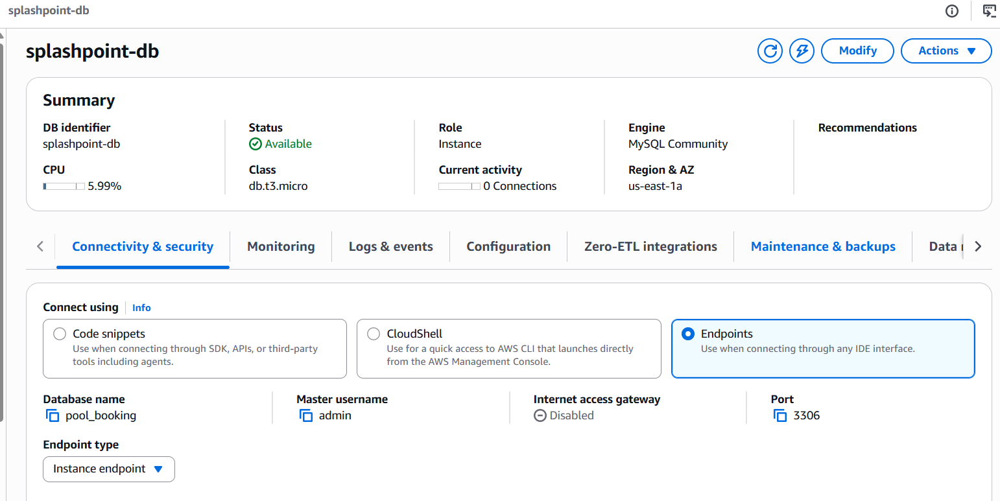 splashpoint-db
splashpoint-db
Modify
Actions
Summary
DB identifier
splashpoint-db
Status
Available
Role
Instance
Engine
MySQL Community
Recommendations
CPU
5.99%
Class
db.t3.micro
Current activity
0 Connections
Region & AZ
us-east-1a
Connectivity & security
Monitoring
Logs & events
Configuration
Zero-ETL integrations
Maintenance & backups
Data
Connect using
Info
Code snippets
Use when connecting through SDK, APIs, or third-party
tools including agents.
CloudShell
Use for a quick access to AWS CLI that launches directly
from the AWS Management Console.
Endpoints
Use when connecting through any IDE interface.
Database name
pool_booking
Master username
admin
Internet access gateway
Disabled
Port
3306
Endpoint type
Instance endpoint